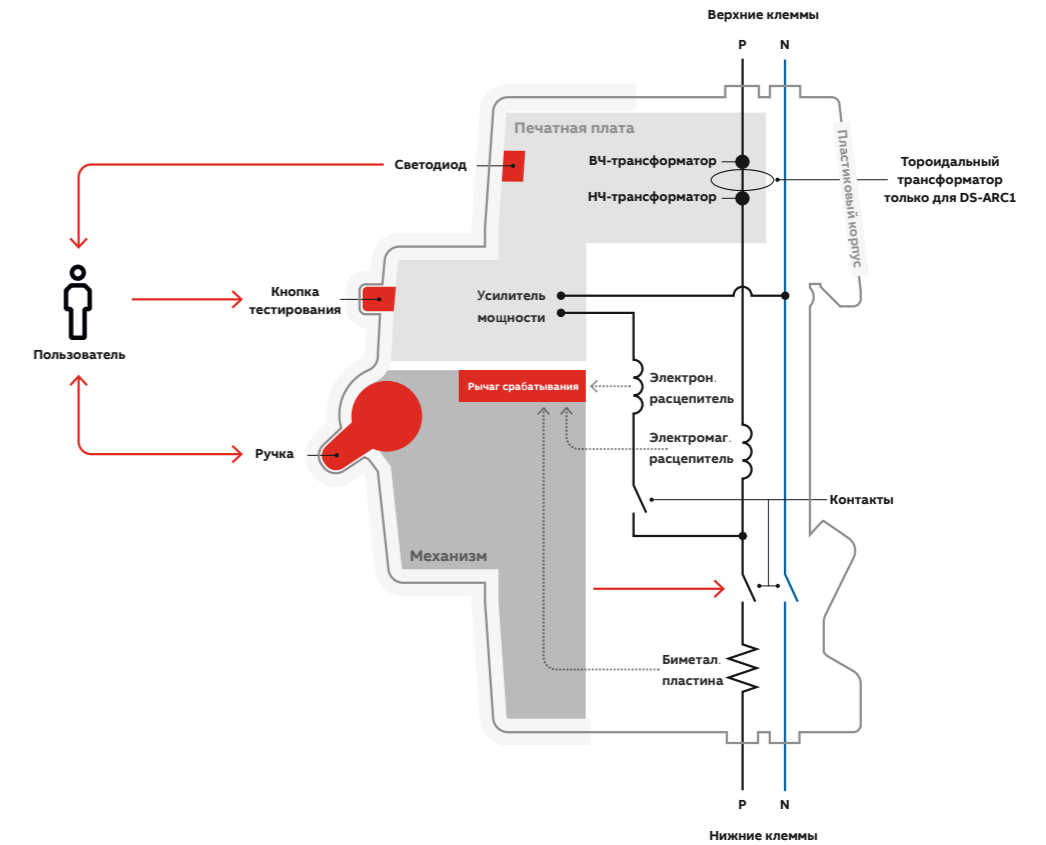 Верхние клеммы
P N
Печатная плата
Светодиод
ВЧ-трансформатор
НЧ-трансформатор
Пластиковый корпус
Тороидальный
трансформатор
только для DS-ARC1
Пользователь
Кнопка
тестирования
Усилитель
мощности
Рычаг срабатывания
Электрон.
расцепитель
Электромаг.
расцепитель
Ручка
Контакты
Механизм
Биметал.
пластина
P N
Нижние клеммы